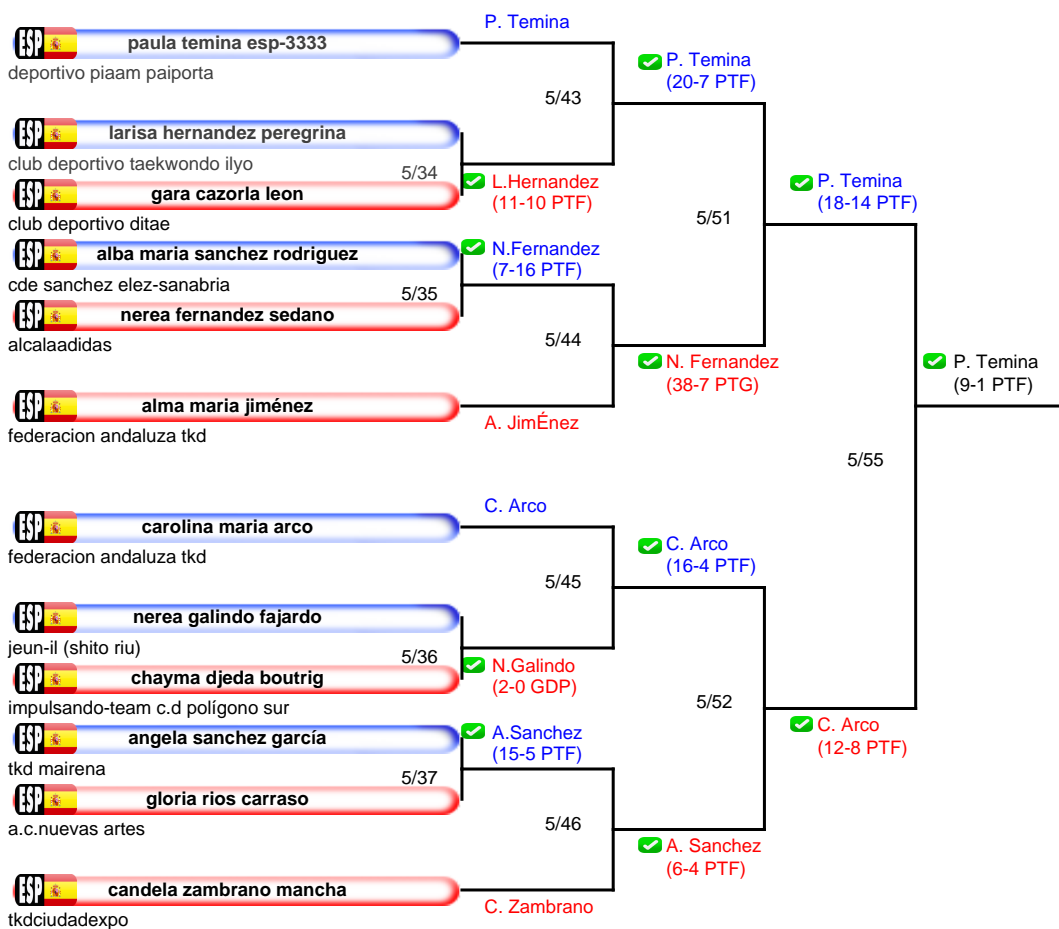 P. Temina
ESP paula temina esp-3333
deportivo piaam paiporta
P. Temina
(20-7 PTF)
5/43
ESP larisa hernandez peregrina
club deportivo taekwondo ilyo
5/34
L.Hernandez
(11-10 PTF)
ESP gara cazorla leon
club deportivo ditae
P. Temina
(18-14 PTF)
5/51
ESP alba maria sanchez rodriguez
cde sanchez elez-sanabria
N.Fernandez
(7-16 PTF)
5/35
ESP nerea fernandez sedano
alcalaadidas
5/44
N. Fernandez
(38-7 PTG)
P. Temina
(9-1 PTF)
ESP alma maria jiménez
federacion andaluza tkd
A. JimÉnez
5/55
C. Arco
ESP carolina maria arco
federacion andaluza tkd
C. Arco
(16-4 PTF)
5/45
ESP nerea galindo fajardo
jeun-il (shito riu)
5/36
N.Galindo
(2-0 GDP)
ESP chayma djeda boutrig
impulsando-team c.d polígono sur
5/52
C. Arco
(12-8 PTF)
ESP angela sanchez garcía
tkd mairena
A.Sanchez
(15-5 PTF)
5/37
ESP gloria rios carraso
a.c.nuevas artes
5/46
A. Sanchez
(6-4 PTF)
ESP candela zambrano mancha
tkdciudadexpo
C. Zambrano